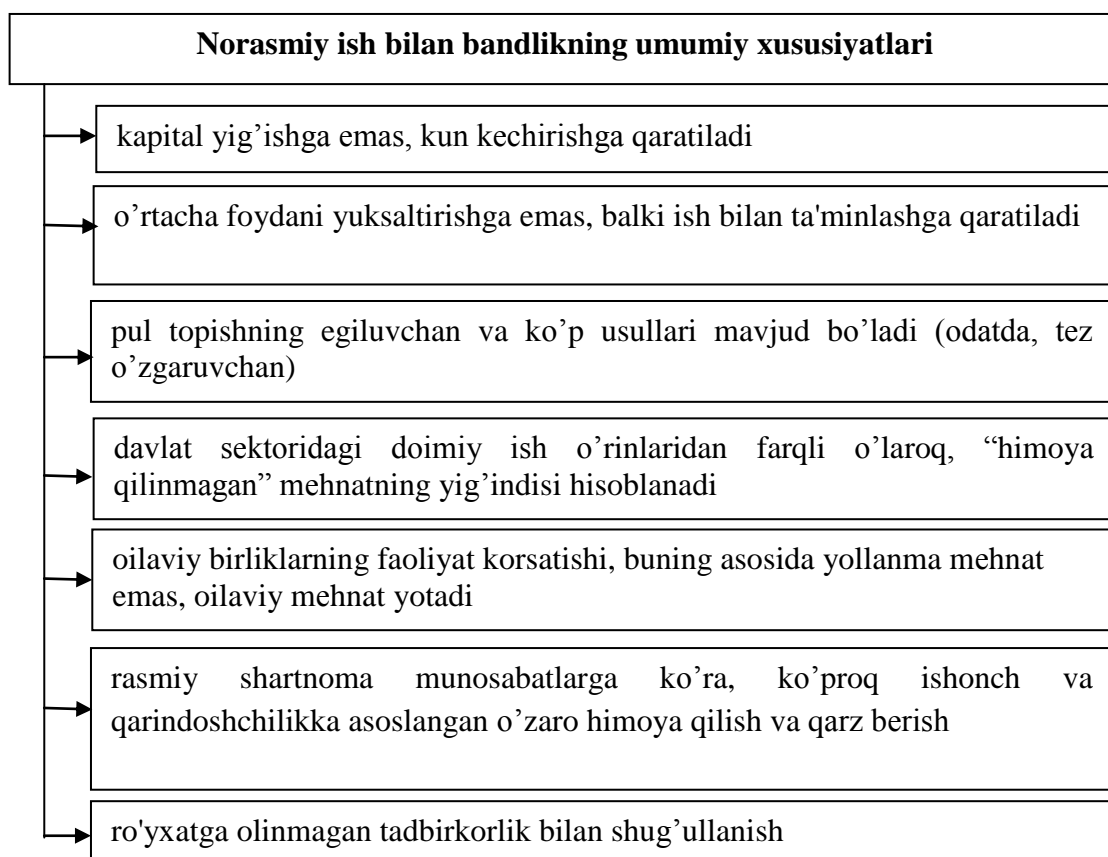 Norasmiy ish bilan bandlikning umumiy xususiyatlari
kapital yig’ishga emas, kun kechirishga qaratiladi
o’rtacha foydani yuksaltirishga emas, balki ish bilan ta'minlashga qaratiladi
pul topishning egiluvchan va ko’p usullari mavjud bo’ladi (odatda, tez
o’zgaruvchan)
davlat sektoridagi doimiy ish o’rinlaridan farqli o’laroq, “himoya
qilinmagan” mehnatning yig’indisi hisoblanadi
oilaviy birliklarning faoliyat korsatishi, buning asosida yollanma mehnat
emas, oilaviy mehnat yotadi
rasmiy shartnoma munosabatlarga ko’ra, ko’proq ishonch va
qarindoshchilikka asoslangan o’zaro himoya qilish va qarz berish
ro'yxatga olinmagan tadbirkorlik bilan shug’ullanish